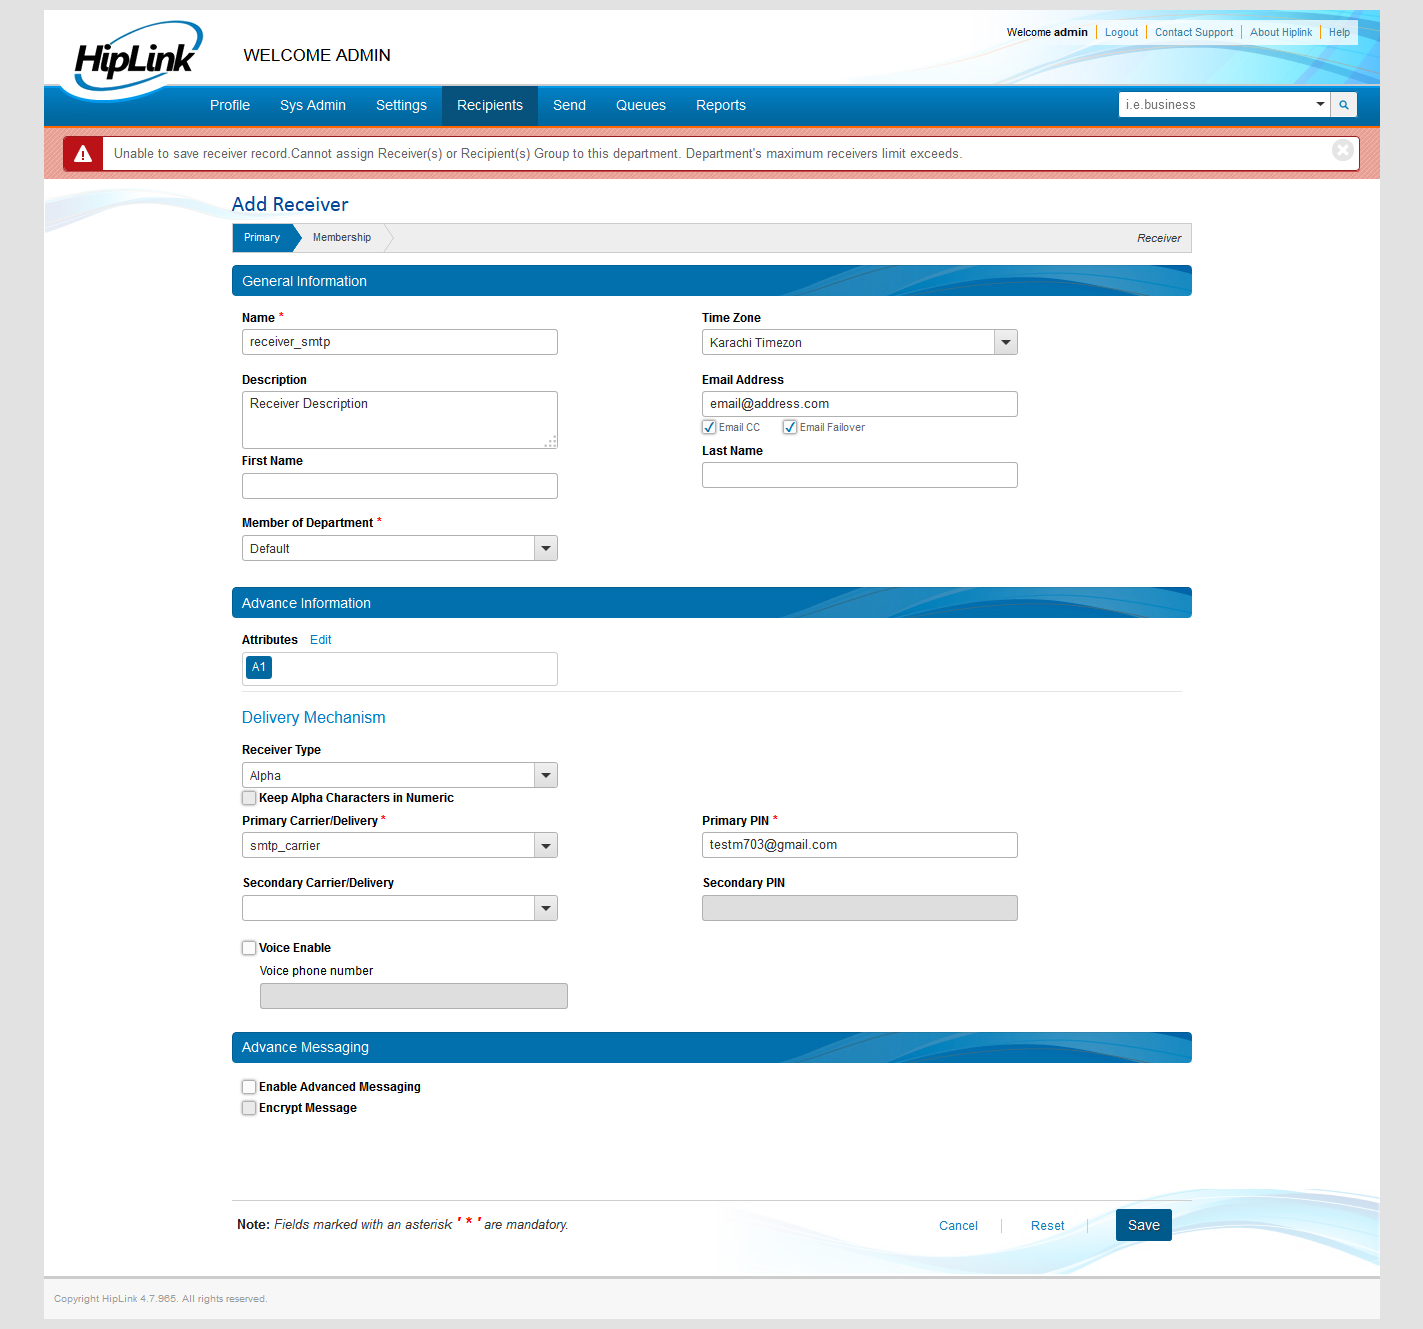 HipLink
WELCOME ADMIN
Welcome admin Logout Contact Support About Hiplink Help
Profile Sys Admin Settings Recipients Send Queues Reports
i.e.business
Unable to save receiver record.Cannot assign Receiver(s) or Recipient(s) Group to this department. Department's maximum receivers limit exceeds.
Add Receiver
Primary Membership Receiver
General Information
Name * Time Zone
receiver_smtp Karachi Timezon
Description Email Address
Receiver Description email@address.com
Email CC Email Failover
First Name Last Name
Member of Department *
Default
Advance Information
Attributes Edit
A1
Delivery Mechanism
Receiver Type
Alpha
Keep Alpha Characters in Numeric
Primary Carrier/Delivery * Primary PIN *
smtp_carrier testm703@gmail.com
Secondary Carrier/Delivery Secondary PIN
Voice Enable
Voice phone number
Advance Messaging
Enable Advanced Messaging
Encrypt Message
Note: Fields marked with an asterisk ' * ' are mandatory. Cancel Reset Save
Copyright HipLink 4.7.965. All rights reserved.